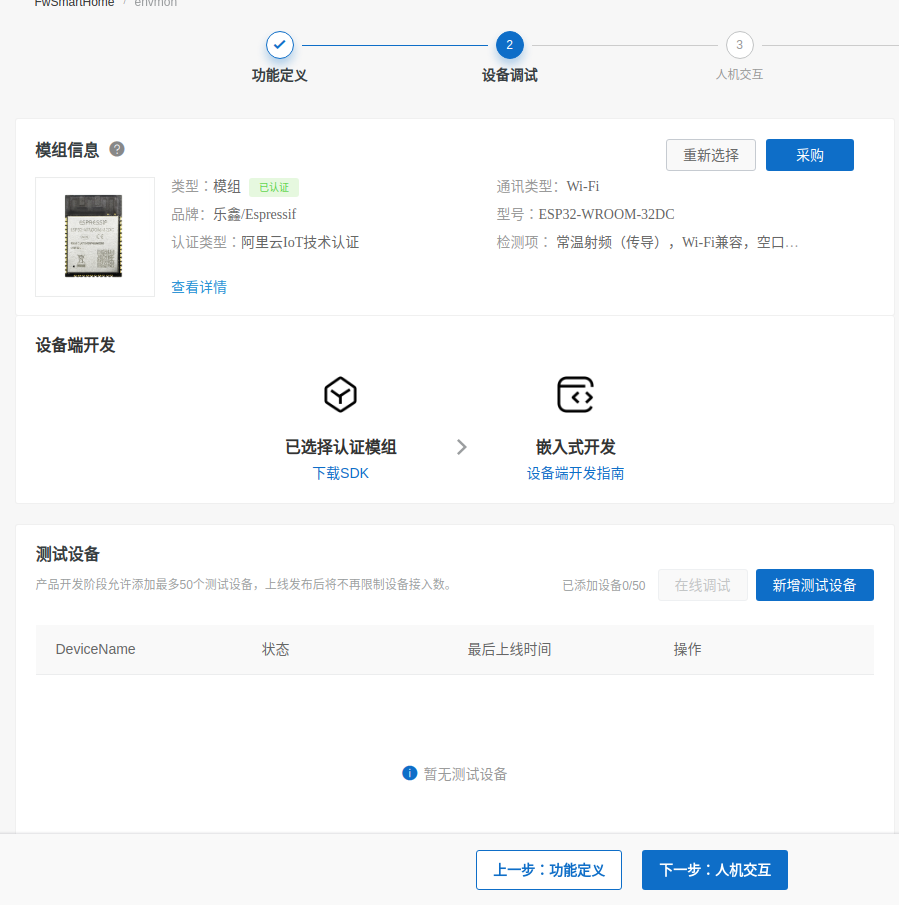 FwSmartHome / envmon
2
3
功能定义
设备调试
人机交互
模组信息 ?
重新选择
采购
类型：模组 已认证
通讯类型： Wi-Fi
品牌： 乐鑫/Espressif
型号：ESP32-WROOM-32DC
认证类型：阿里云IoT技术认证
检测项： 常温射频（传导），Wi-Fi兼容，空口…
ESPRESSIF
查看详情
设备端开发
已选择认证模组
嵌入式开发
下载SDK
设备端开发指南
测试设备
产品开发阶段允许添加最多50个测试设备，上线发布后将不再限制设备接入数。
已添加设备0/50
在线调试
新增测试设备
DeviceName
状态
最后上线时间
操作
暂无测试设备
上一步：功能定义
下一步：人机交互